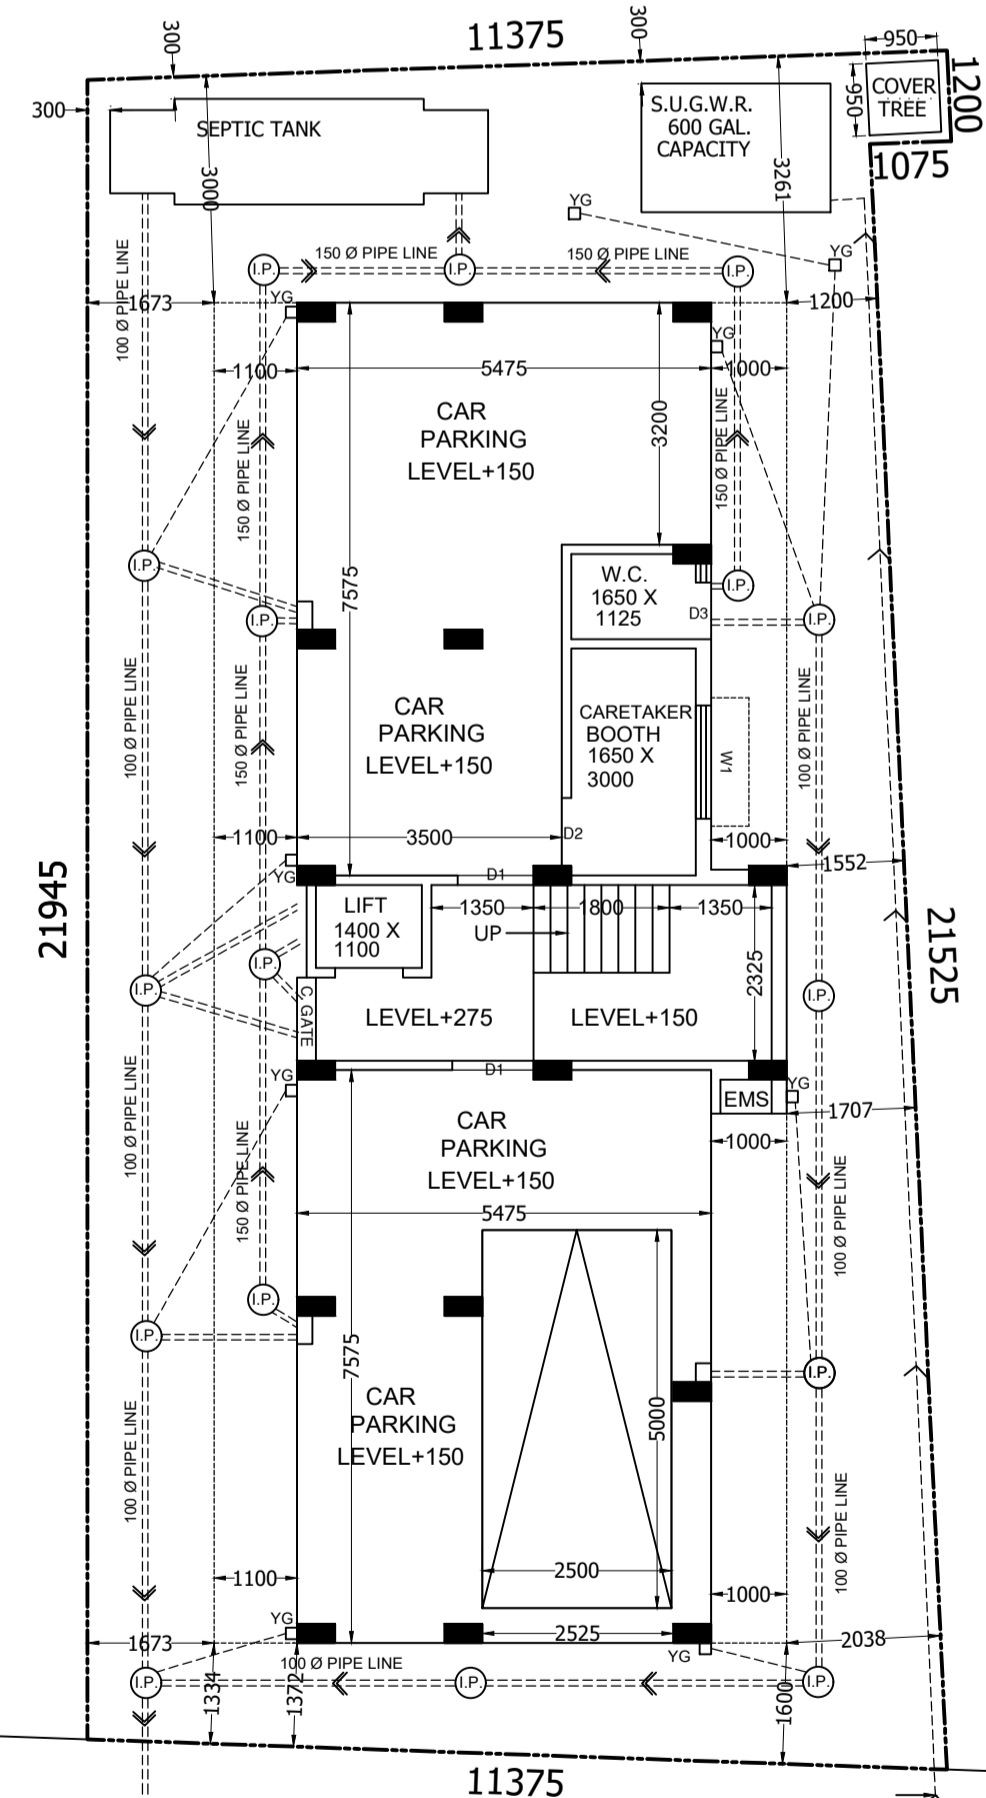 11375
300
300
950
950
COVER
TREE
1200
1075
300
SEPTIC TANK
S.U.G.W.R.
600 GAL.
CAPACITY
3000
3261
YG
YG
100 Ø PIPE LINE
150 Ø PIPE LINE
150 Ø PIPE LINE
I.P.
I.P.
I.P.
1673
YG
1200
YG
1100
5475
1000
CAR
PARKING
LEVEL+150
3200
150 Ø PIPE LINE
150 Ø PIPE LINE
I.P.
7575
W.C.
1650 X
1125
I.P.
D3
I.P.
I.P.
100 Ø PIPE LINE
150 Ø PIPE LINE
CAR
PARKING
LEVEL+150
CARETAKER
BOOTH
1650 X
3000
W1
100 Ø PIPE LINE
1100
3500
D2
1000
1552
21945
YG
D1
LIFT
1400 X
1100
1350
1800
1350
UP
2325
21525
I.P.
I.P.
I.P.
C. GATE
LEVEL+275
LEVEL+150
YG
D1
YG
EMS
1707
100 Ø PIPE LINE
150 Ø PIPE LINE
CAR
PARKING
LEVEL+150
1000
100 Ø PIPE LINE
5475
I.P.
I.P.
7575
I.P.
CAR
PARKING
LEVEL+150
5000
100 Ø PIPE LINE
100 Ø PIPE LINE
2500
1100
1000
YG
2525
1673
2038
YG
100 Ø PIPE LINE
I.P.
I.P.
I.P.
1334
1372
1600
11375